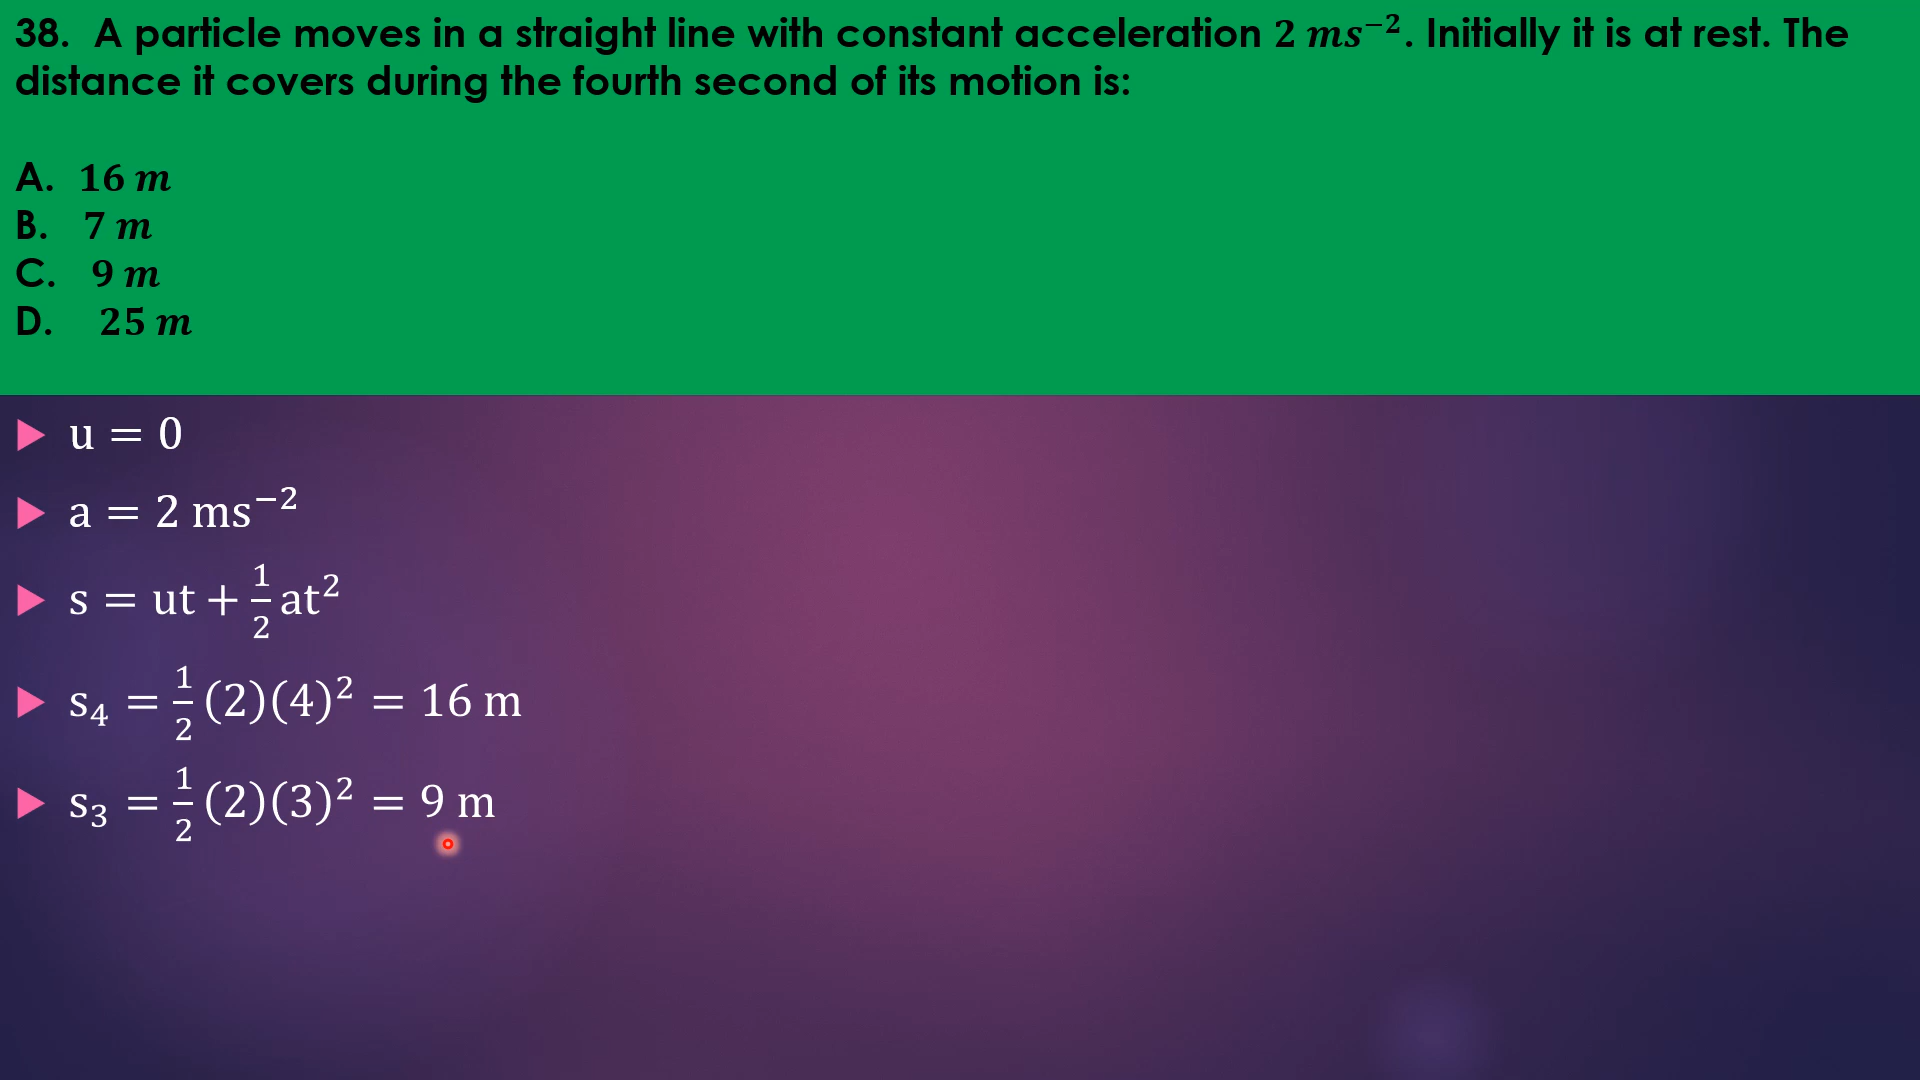 38. A particle moves in a straight line with constant acceleration 2 ms⁻². Initially it is at rest. The
distance it covers during the fourth second of its motion is:
A. 16 m
B. 7 m
C. 9 m
D. 25 m
u = 0
a = 2 ms⁻²
s = ut + 1/2 at²
s₄ = 1/2 (2)(4)² = 16 m
s₃ = 1/2 (2)(3)² = 9 m